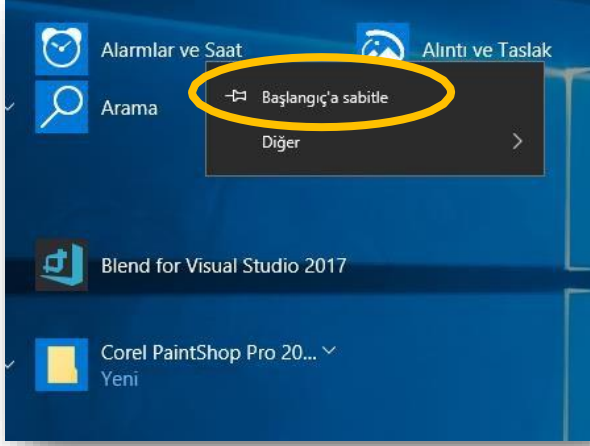 Alarmlar ve Saat
Alıntı ve Taslak
Arama
Başlangıç'a sabitle
Diğer
Blend for Visual Studio 2017
Corel PaintShop Pro 20...
Yeni